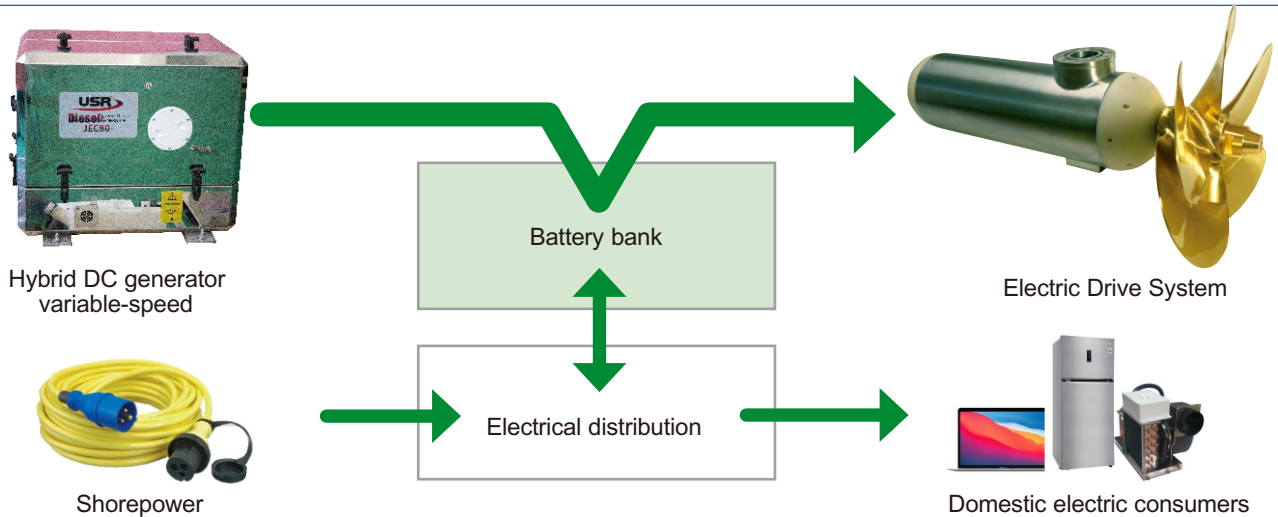 USR
Diesel
JEC80
Battery bank
Hybrid DC generator
variable-speed
Electric Drive System
Electrical distribution
Shorepower
Domestic electric consumers